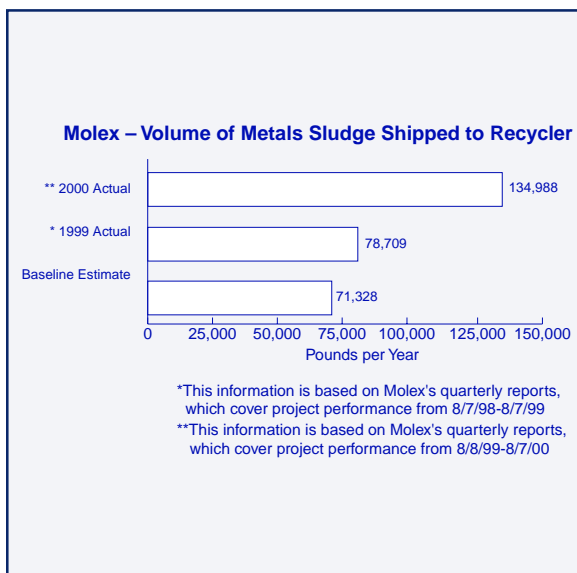 Molex – Volume of Metals Sludge Shipped to Recycler
** 2000 Actual
134,988
* 1999 Actual
78,709
Baseline Estimate
71,328
0 25,000 50,000 75,000 100,000 125,000 150,000
Pounds per Year
*This information is based on Molex's quarterly reports,
which cover project performance from 8/7/98-8/7/99
**This information is based on Molex's quarterly reports,
which cover project performance from 8/8/99-8/7/00